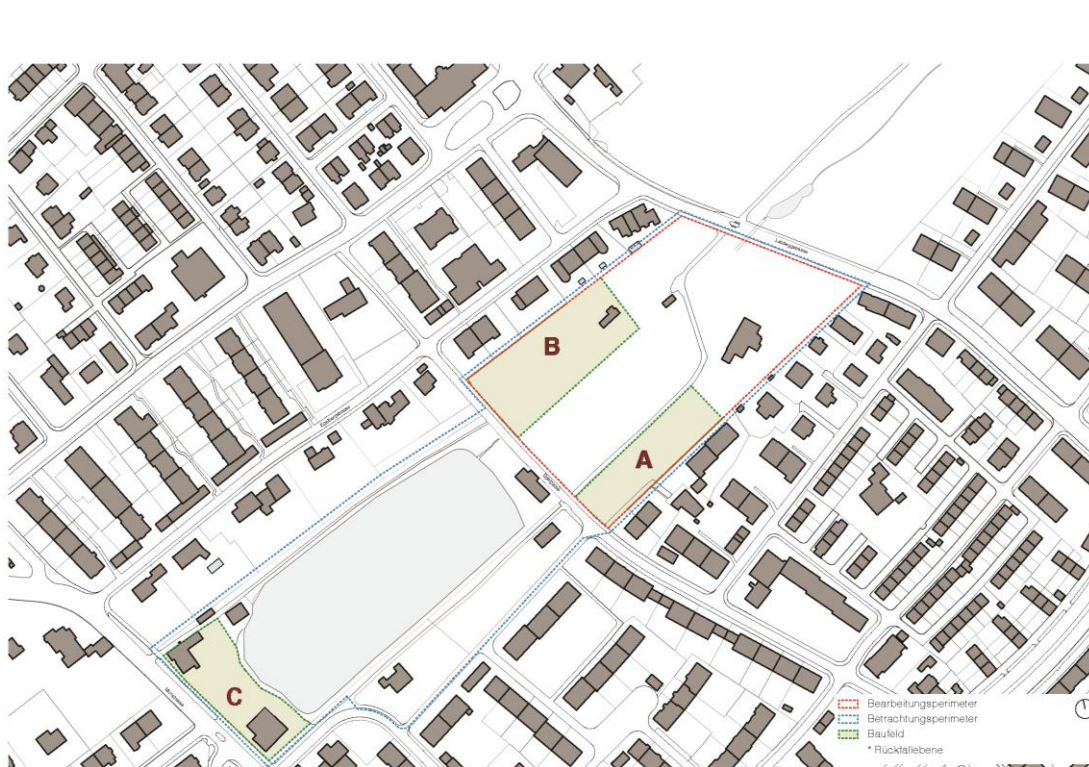 B
A
C
Bearbeitungsperimeter
Betrachtungsperimeter
Baufeld
* Rückfallebene